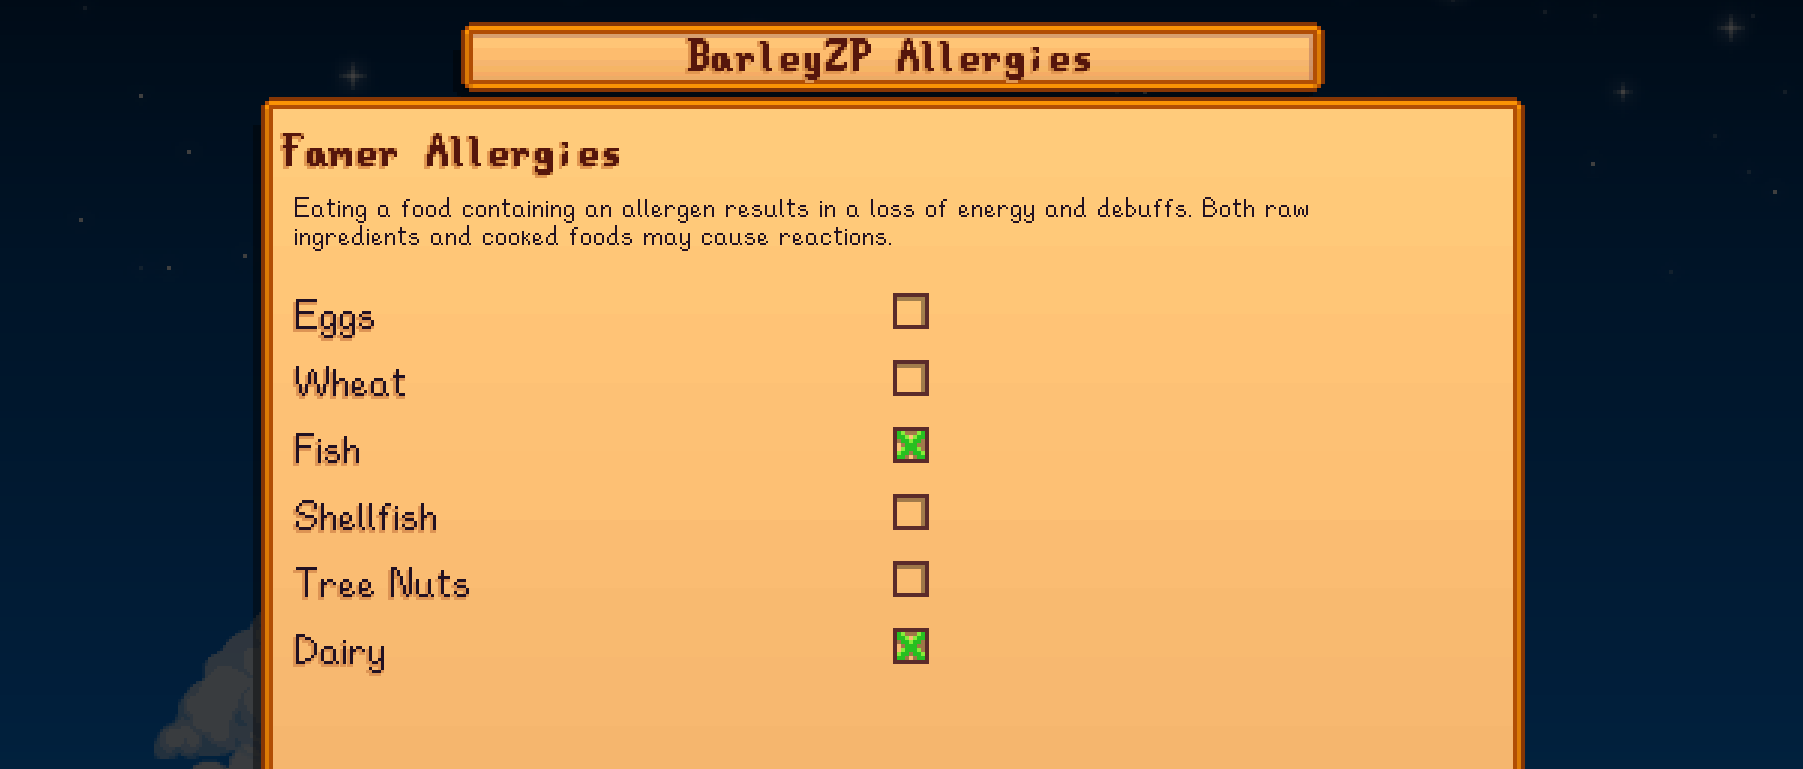 BarleyZP Allergies
Famer Allergies
Eating a food containing an allergen results in a loss of energy and debuffs. Both raw
ingredients and cooked foods may cause reactions.
Eggs
Wheat
Fish
Shellfish
Tree Nuts
Dairy